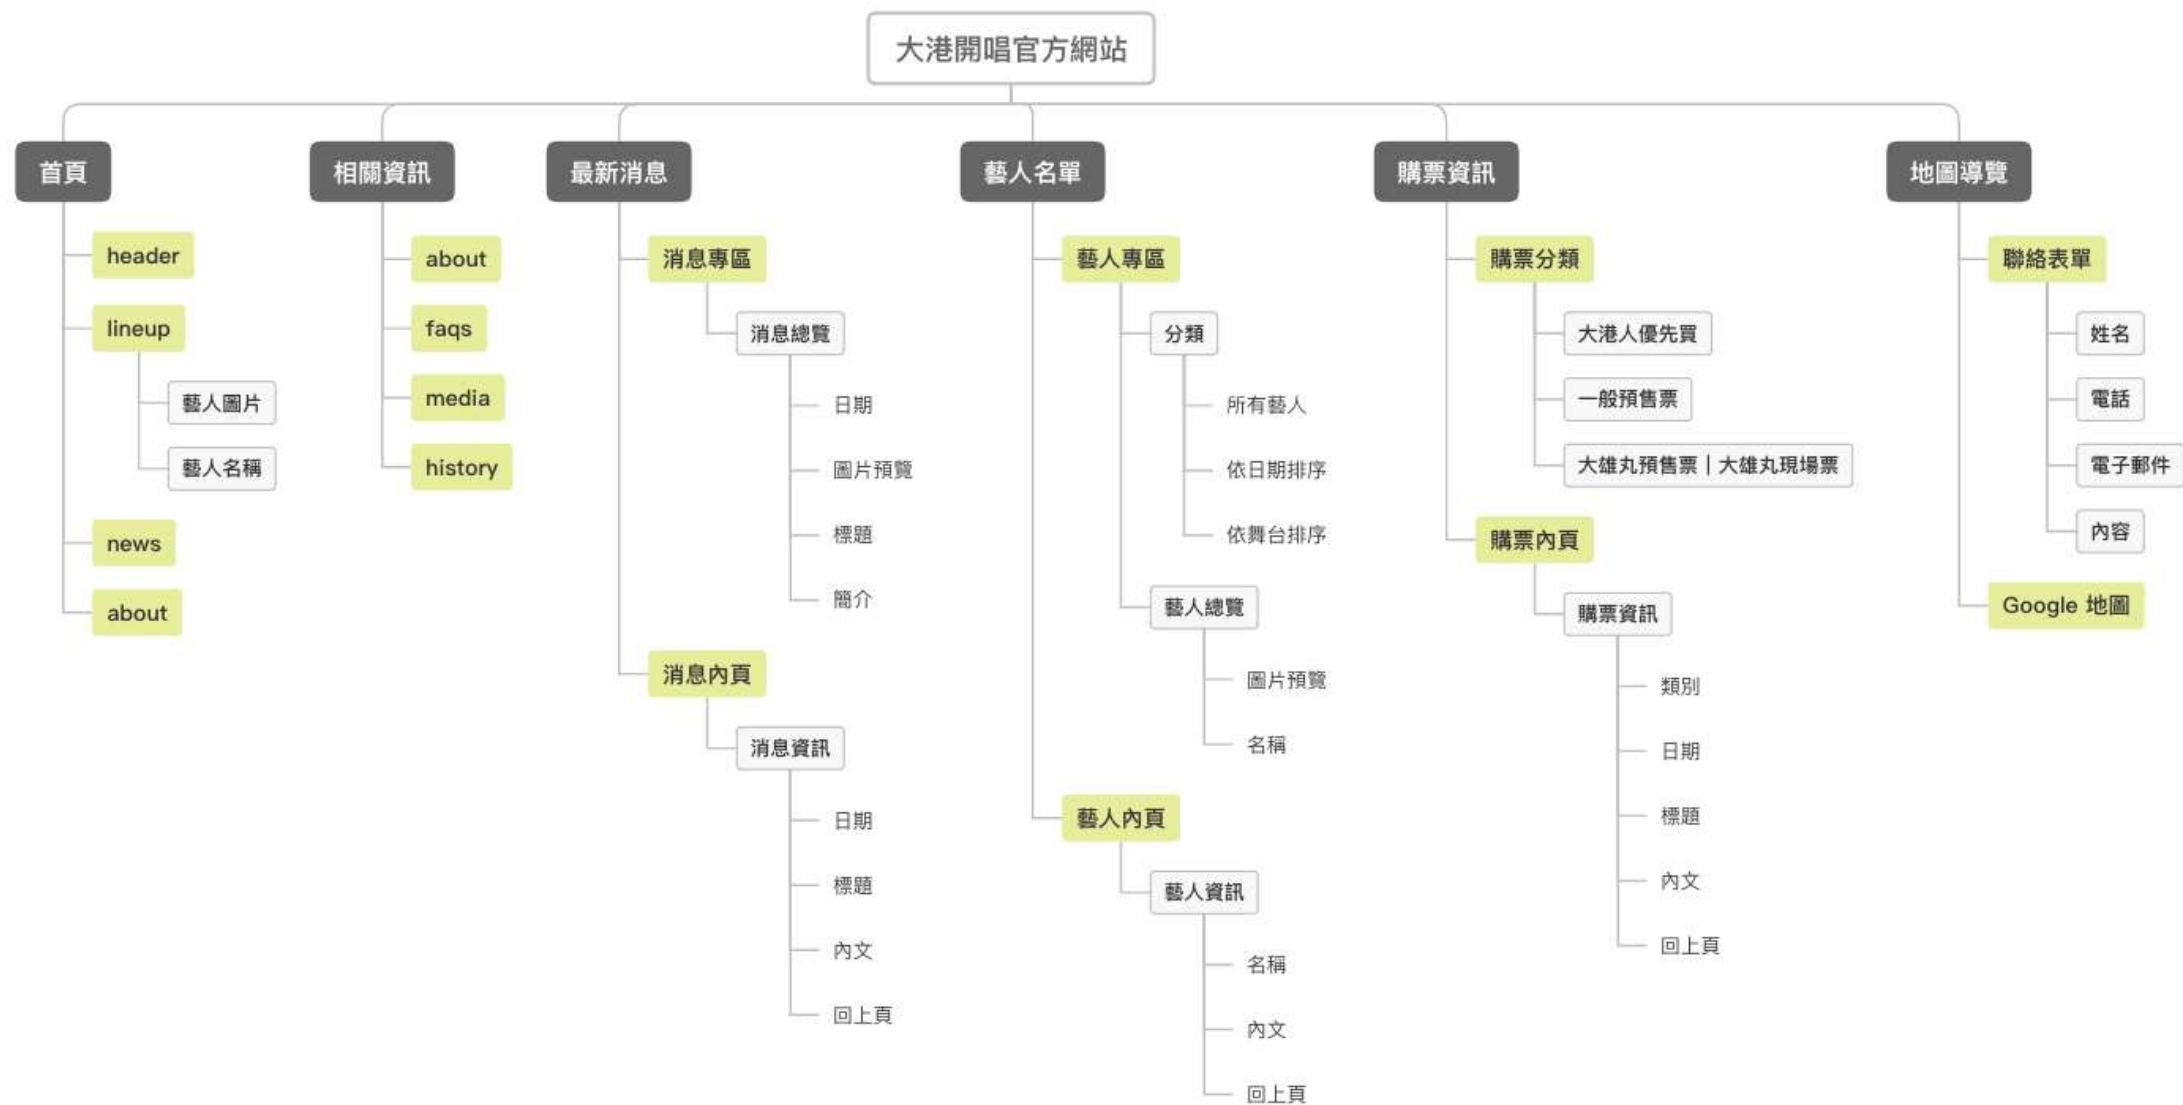 大港開唱官方網站
首頁
header
lineup
藝人圖片
藝人名稱
news
about
相關資訊
about
faqs
media
history
最新消息
消息專區
消息總覽
日期
圖片預覽
標題
簡介
消息內頁
消息資訊
日期
標題
內文
回上頁
藝人名單
藝人專區
分類
所有藝人
依日期排序
依舞台排序
藝人總覽
圖片預覽
名稱
藝人內頁
藝人資訊
名稱
內文
回上頁
購票資訊
購票分類
大港人優先買
一般預售票
大雄丸預售票｜大雄丸現場票
購票內頁
購票資訊
類別
日期
標題
內文
回上頁
地圖導覽
聯絡表單
姓名
電話
電子郵件
內容
Google 地圖